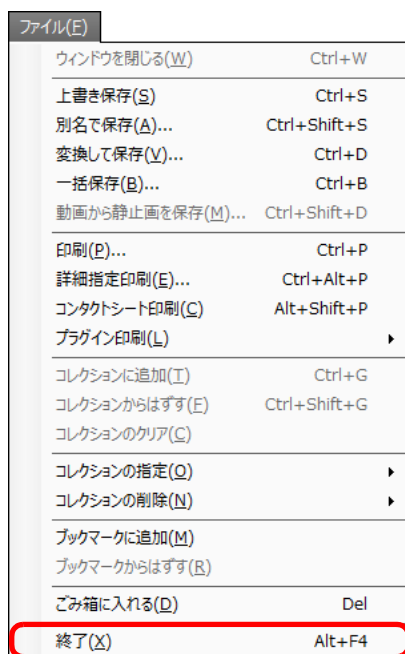 ファイル(F)
ウィンドウを閉じる(W) Ctrl+W
上書き保存(S) Ctrl+S
別名で保存(A)... Ctrl+Shift+S
変換して保存(V)... Ctrl+D
一括保存(B)... Ctrl+B
動画から静止画を保存(M)... Ctrl+Shift+D
印刷(P)... Ctrl+P
詳細指定印刷(E)... Ctrl+Alt+P
コンタクトシート印刷(C) Alt+Shift+P
プラグイン印刷(L)
コレクションに追加(T) Ctrl+G
コレクションからはずす(F) Ctrl+Shift+G
コレクションのクリア(C)
コレクションの指定(O)
コレクションの削除(N)
ブックマークに追加(M)
ブックマークからはずす(R)
ごみ箱に入れる(D) Del
終了(X) Alt+F4